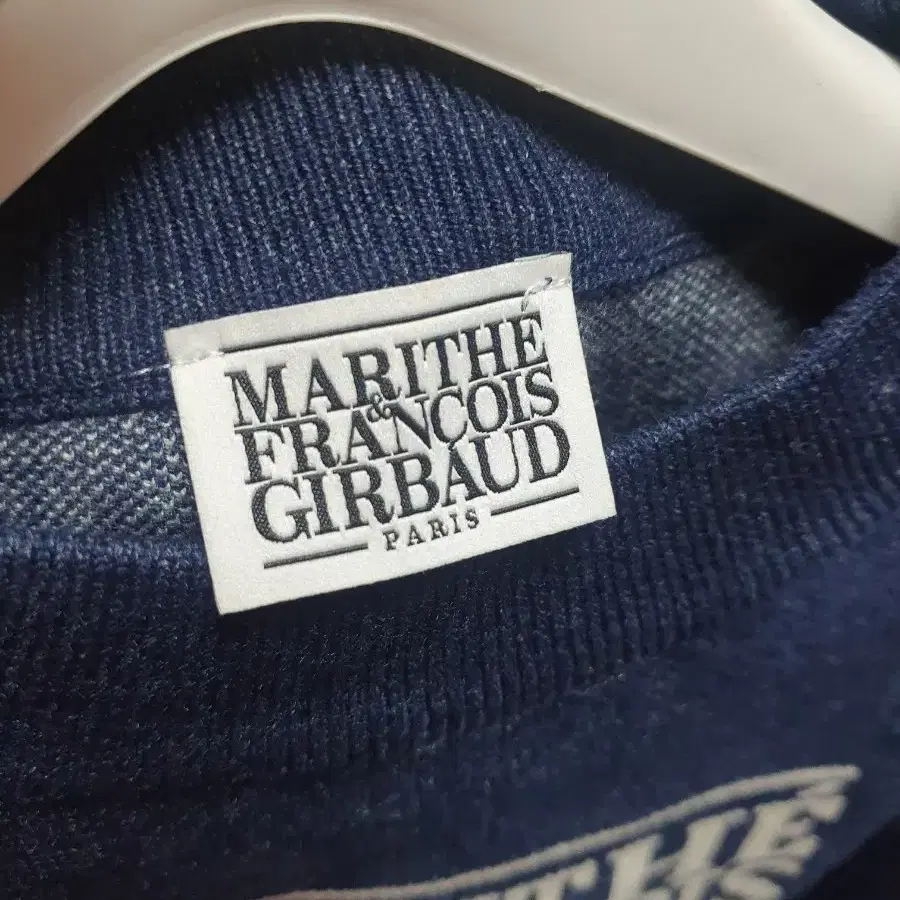 MARITHÉ
&
FRANÇOIS
GIRBAUD
PARIS